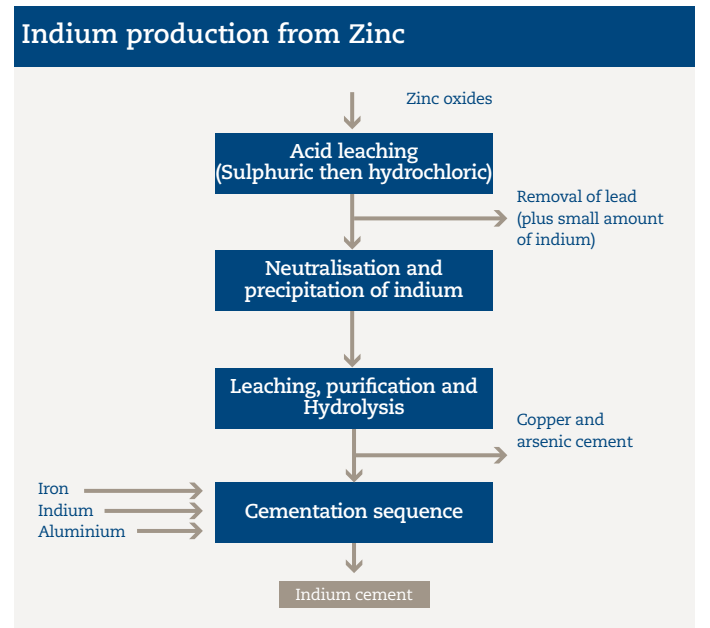 Indium production from Zinc
Zinc oxides
Acid leaching
(Sulphuric then hydrochloric)
Removal of lead
(plus small amount
of indium)
Neutralisation and
precipitation of indium
Leaching, purification and
Hydrolysis
Copper and
arsenic cement
Iron
Indium
Aluminium
Cementation sequence
Indium cement